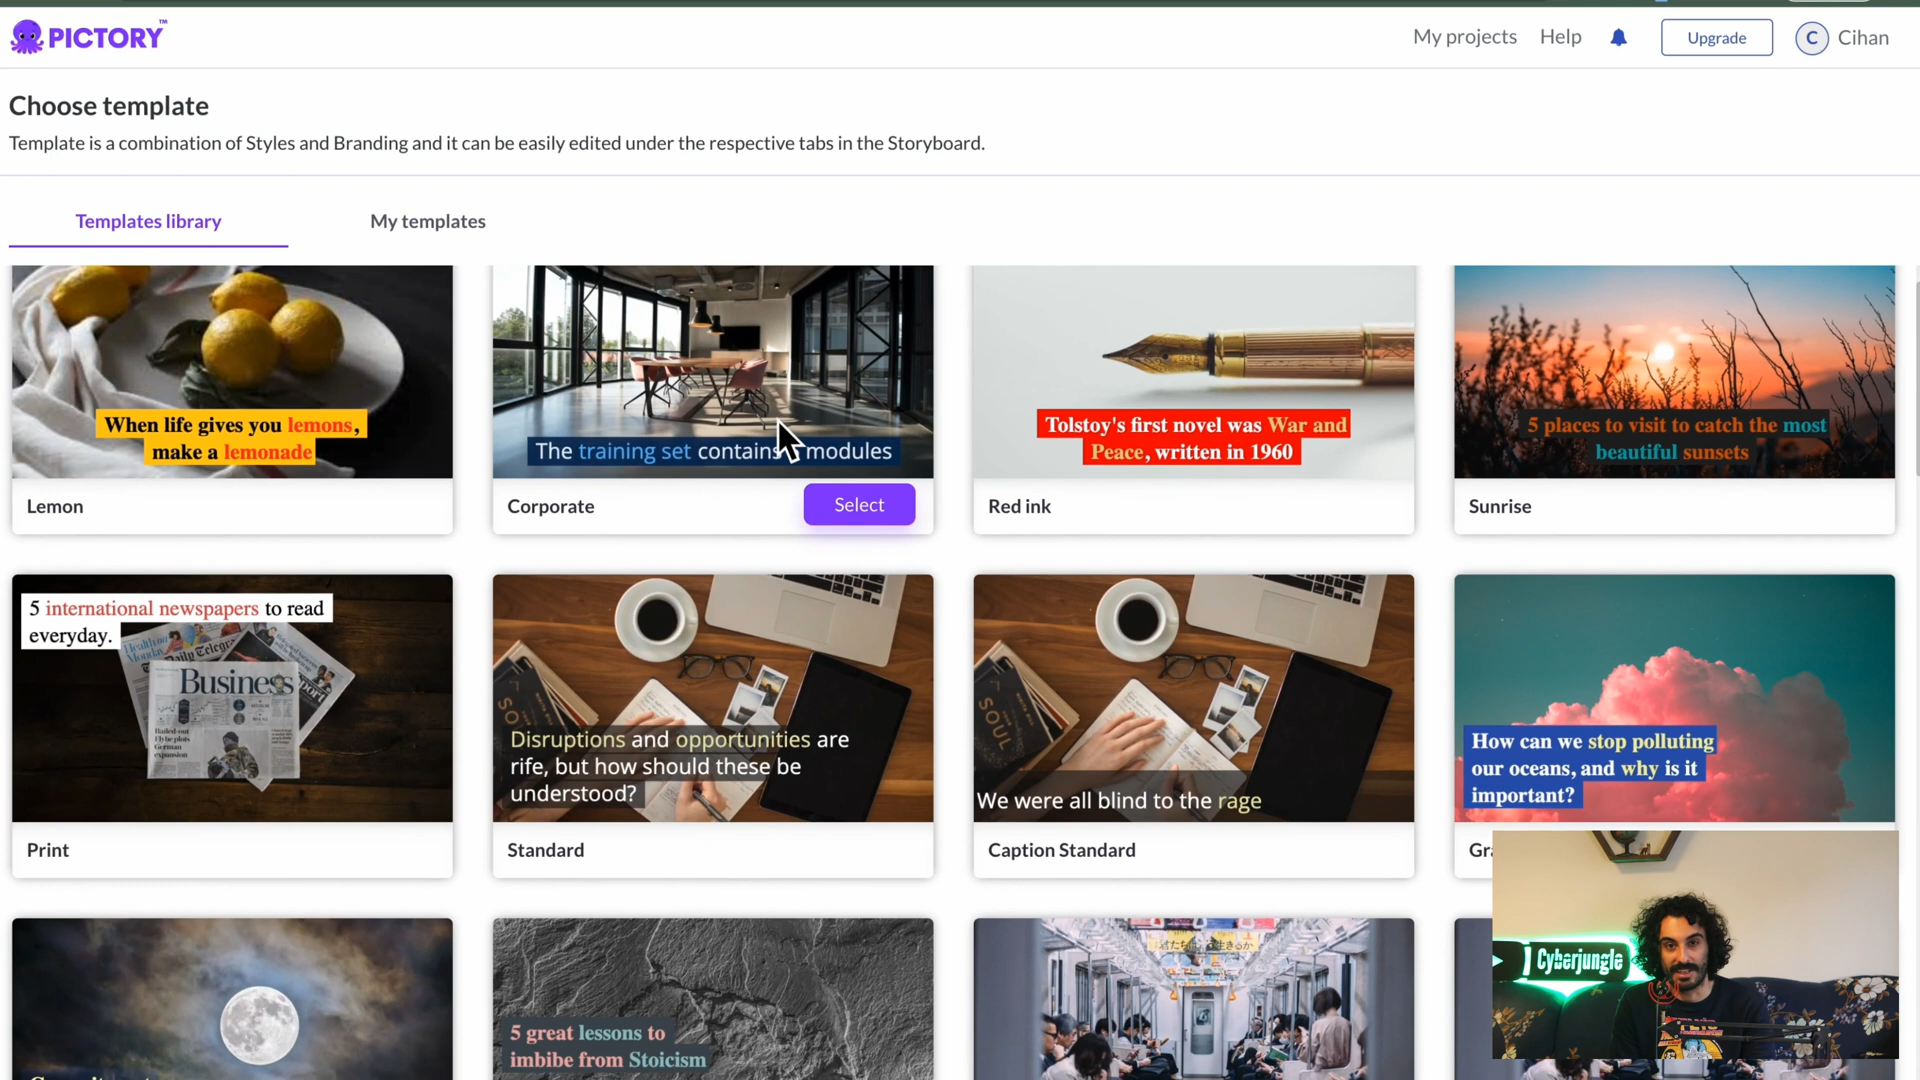 PICTORY™
My projects
Help
Upgrade
C
Cihan
Choose template
Template is a combination of Styles and Branding and it can be easily edited under the respective tabs in the Storyboard.
Templates library
My templates
When life gives you lemons,
make a lemonade
The training set contains modules
Tolstoy's first novel was War and
Peace, written in 1960
5 places to visit to catch the most
beautiful sunsets
Lemon
Corporate
Select
Red ink
Sunrise
5 international newspapers to read
everyday.
Business
Disruptions and opportunities are
rife, but how should these be
understood?
SOUL
We were all blind to the rage
How can we stop polluting
our oceans, and why is it
important?
Print
Standard
Caption Standard
Cyberjungle
5 great lessons to
imbibe from Stoicism